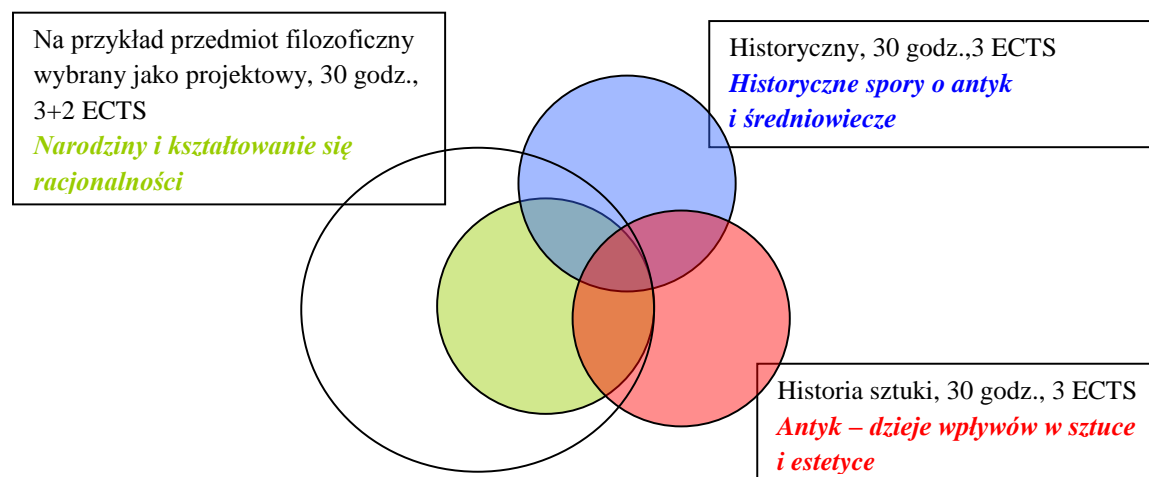 Na przykład przedmiot filozoficzny
wybrany jako projektowy, 30 godz.,
3+2 ECTS
Narodziny i kształtowanie się
racjonalności
Historyczny, 30 godz.,3 ECTS
Historyczne spory o antyk
i średniowiecze
Historia sztuki, 30 godz., 3 ECTS
Antyk – dzieje wpływów w sztuce
i estetyce